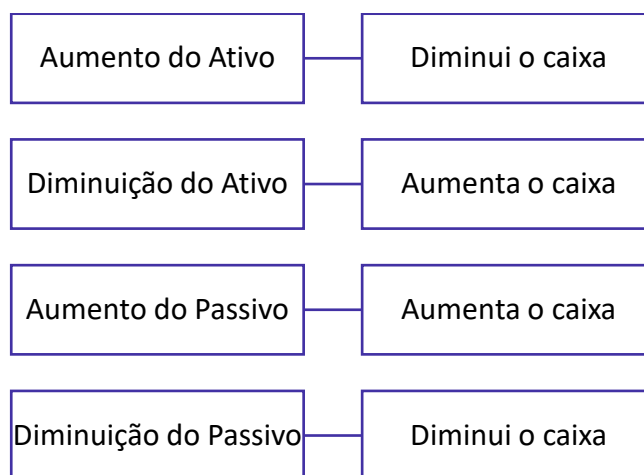 Aumento do Ativo
Diminui o caixa
Diminuição do Ativo
Aumenta o caixa
Aumento do Passivo
Aumenta o caixa
Diminuição do Passivo
Diminui o caixa